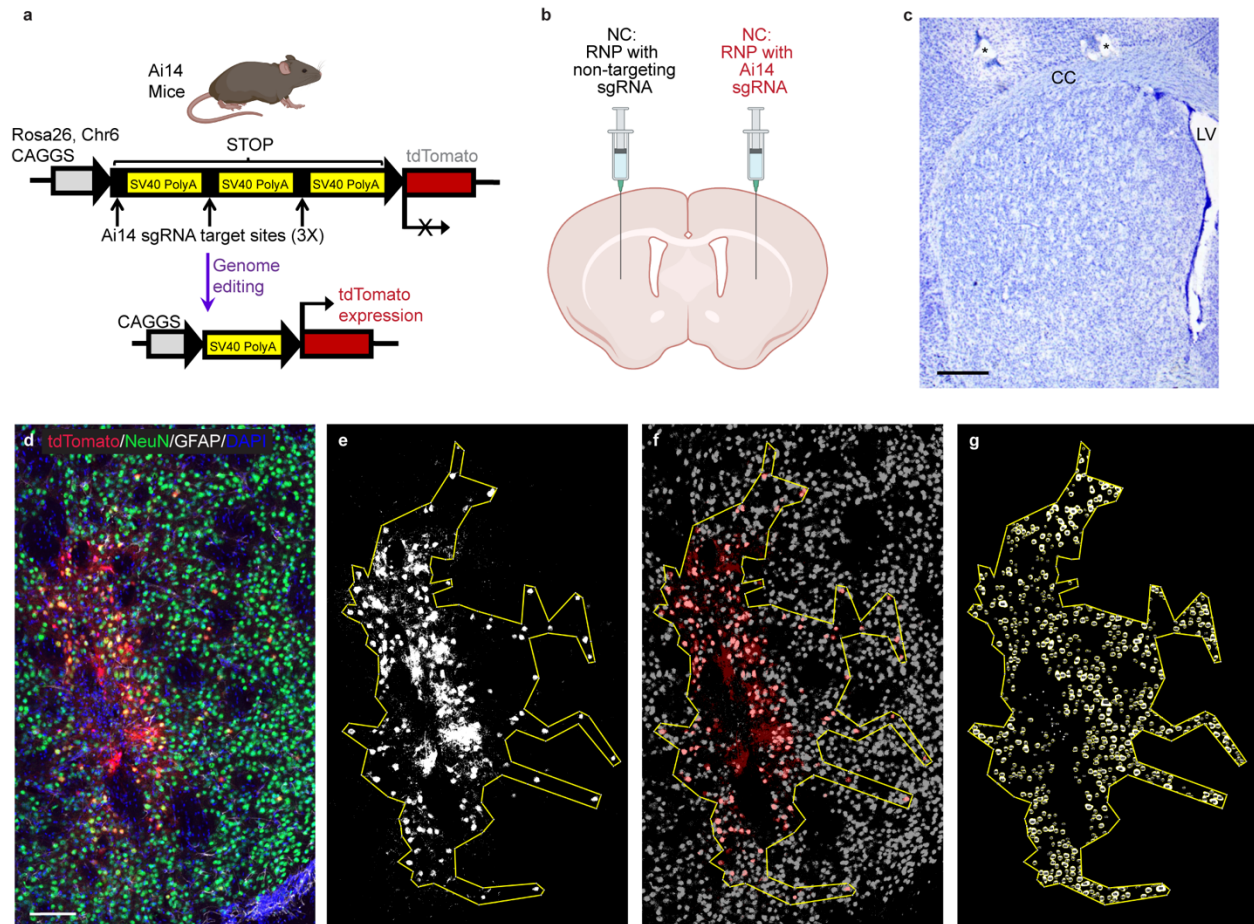 a
Ai14
Mice
Rosa26, Chr6
CAGGS
STOP
tdTomato
SV40 PolyA
SV40 PolyA
SV40 PolyA
X
Ai14 sgRNA target sites (3X)
Genome
editing
CAGGS
tdTomato
expression
SV40 PolyA
b
NC:
RNP with
non-targeting
sgRNA
NC:
RNP with
Ai14
sgRNA
c
*
*
CC
LV
d
tdTomato/NeuN/GFAP/DAPI
e
f
g